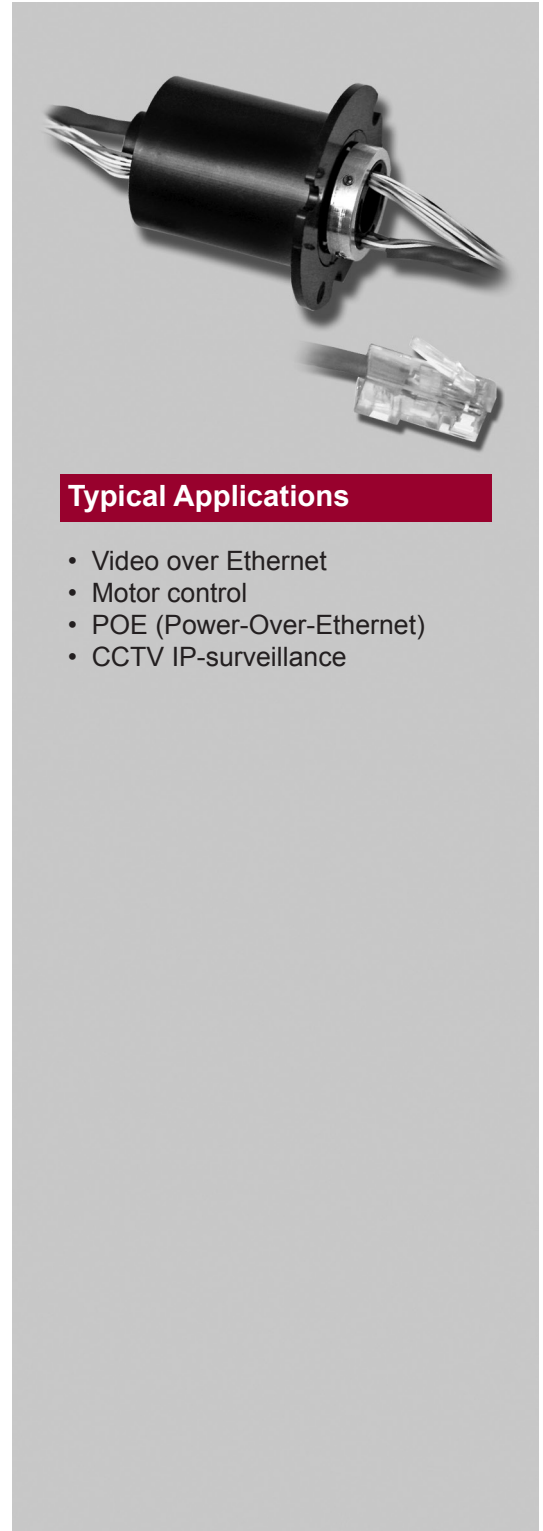 Typical Applications
• Video over Ethernet
• Motor control
• POE (Power-Over-Ethernet)
• CCTV IP-surveillance